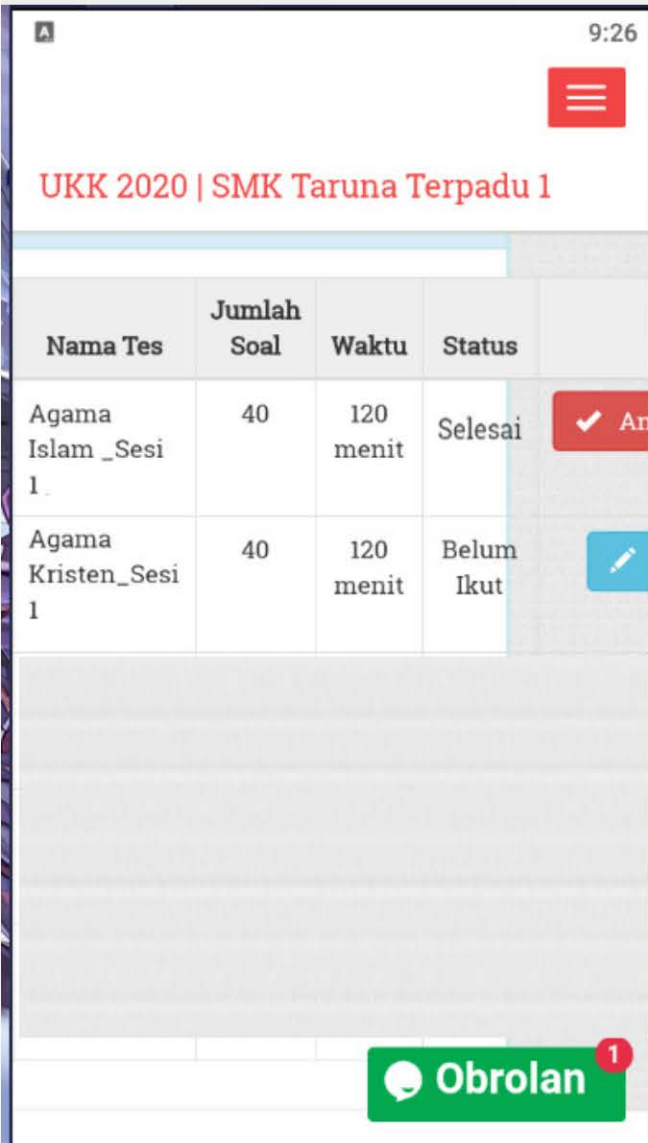 9:26
UKK 2020 | SMK Taruna Terpadu 1
Jumlah
Nama Tes Soal Waktu Status
Agama 40 120 Selesai
Islam _Sesi menit
1
Agama 40 120 Belum
Kristen_Sesi menit Ikut
1
Obrolan 1